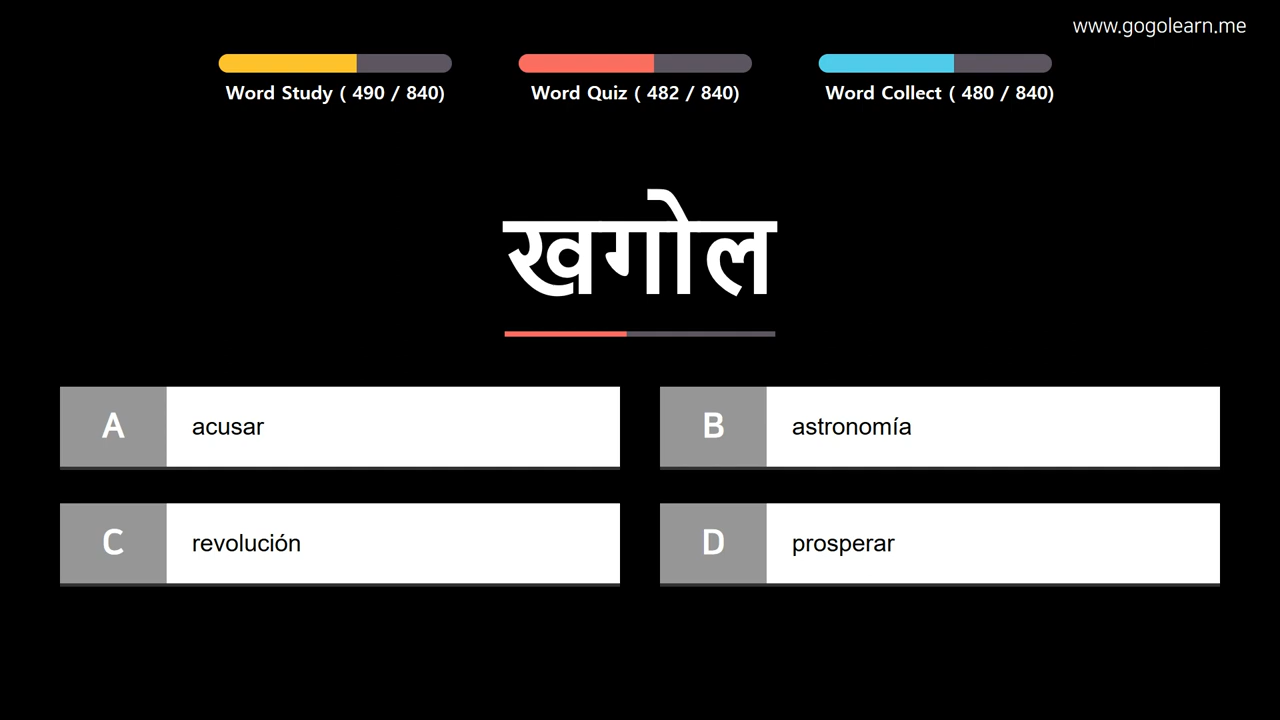 www.gogolearn.me
Word Study ( 490 / 840)
Word Quiz ( 482 / 840)
Word Collect ( 480 / 840)
खगोल
A acusar
B astronomía
C revolución
D prosperar